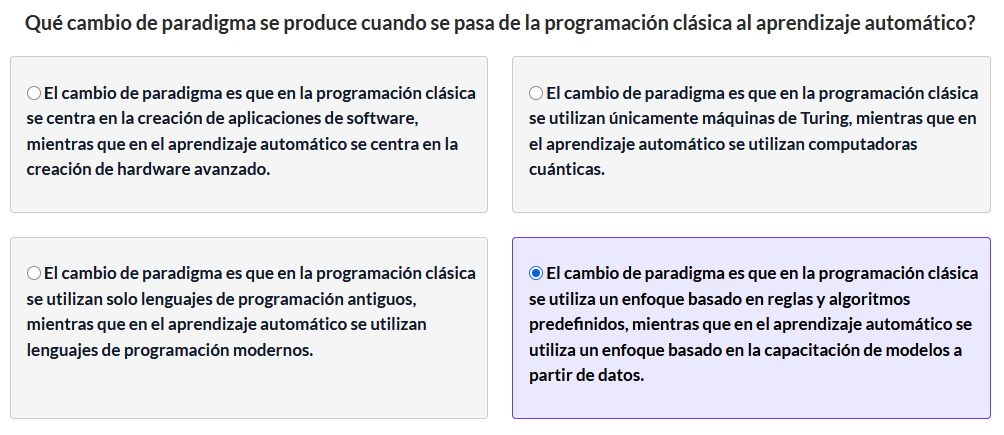 Qué cambio de paradigma se produce cuando se pasa de la programación clásica al aprendizaje automático?
El cambio de paradigma es que en la programación clásica
se centra en la creación de aplicaciones de software,
mientras que en el aprendizaje automático se centra en la
creación de hardware avanzado.
El cambio de paradigma es que en la programación clásica
se utilizan únicamente máquinas de Turing, mientras que en
el aprendizaje automático se utilizan computadoras
cuánticas.
El cambio de paradigma es que en la programación clásica
se utilizan solo lenguajes de programación antiguos,
mientras que en el aprendizaje automático se utilizan
lenguajes de programación modernos.
El cambio de paradigma es que en la programación clásica
se utiliza un enfoque basado en reglas y algoritmos
predefinidos, mientras que en el aprendizaje automático se
utiliza un enfoque basado en la capacitación de modelos a
partir de datos.